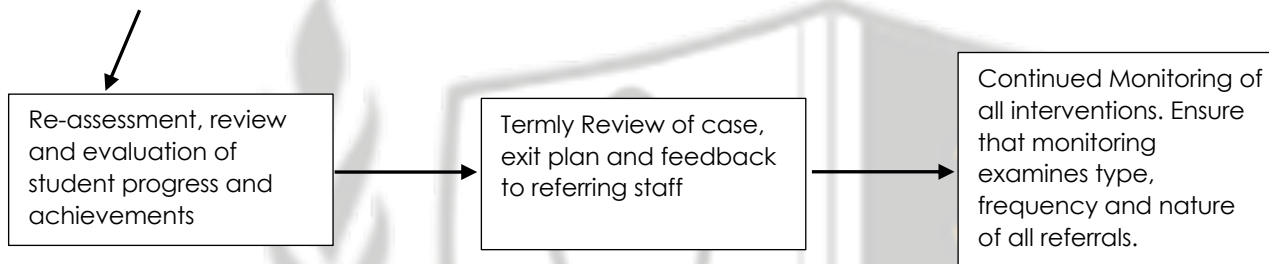 Re-assessment, review
and evaluation of
student progress and
achievements
Termly Review of case,
exit plan and feedback
to referring staff
Continued Monitoring of
all interventions. Ensure
that monitoring
examines type,
frequency and nature
of all referrals.